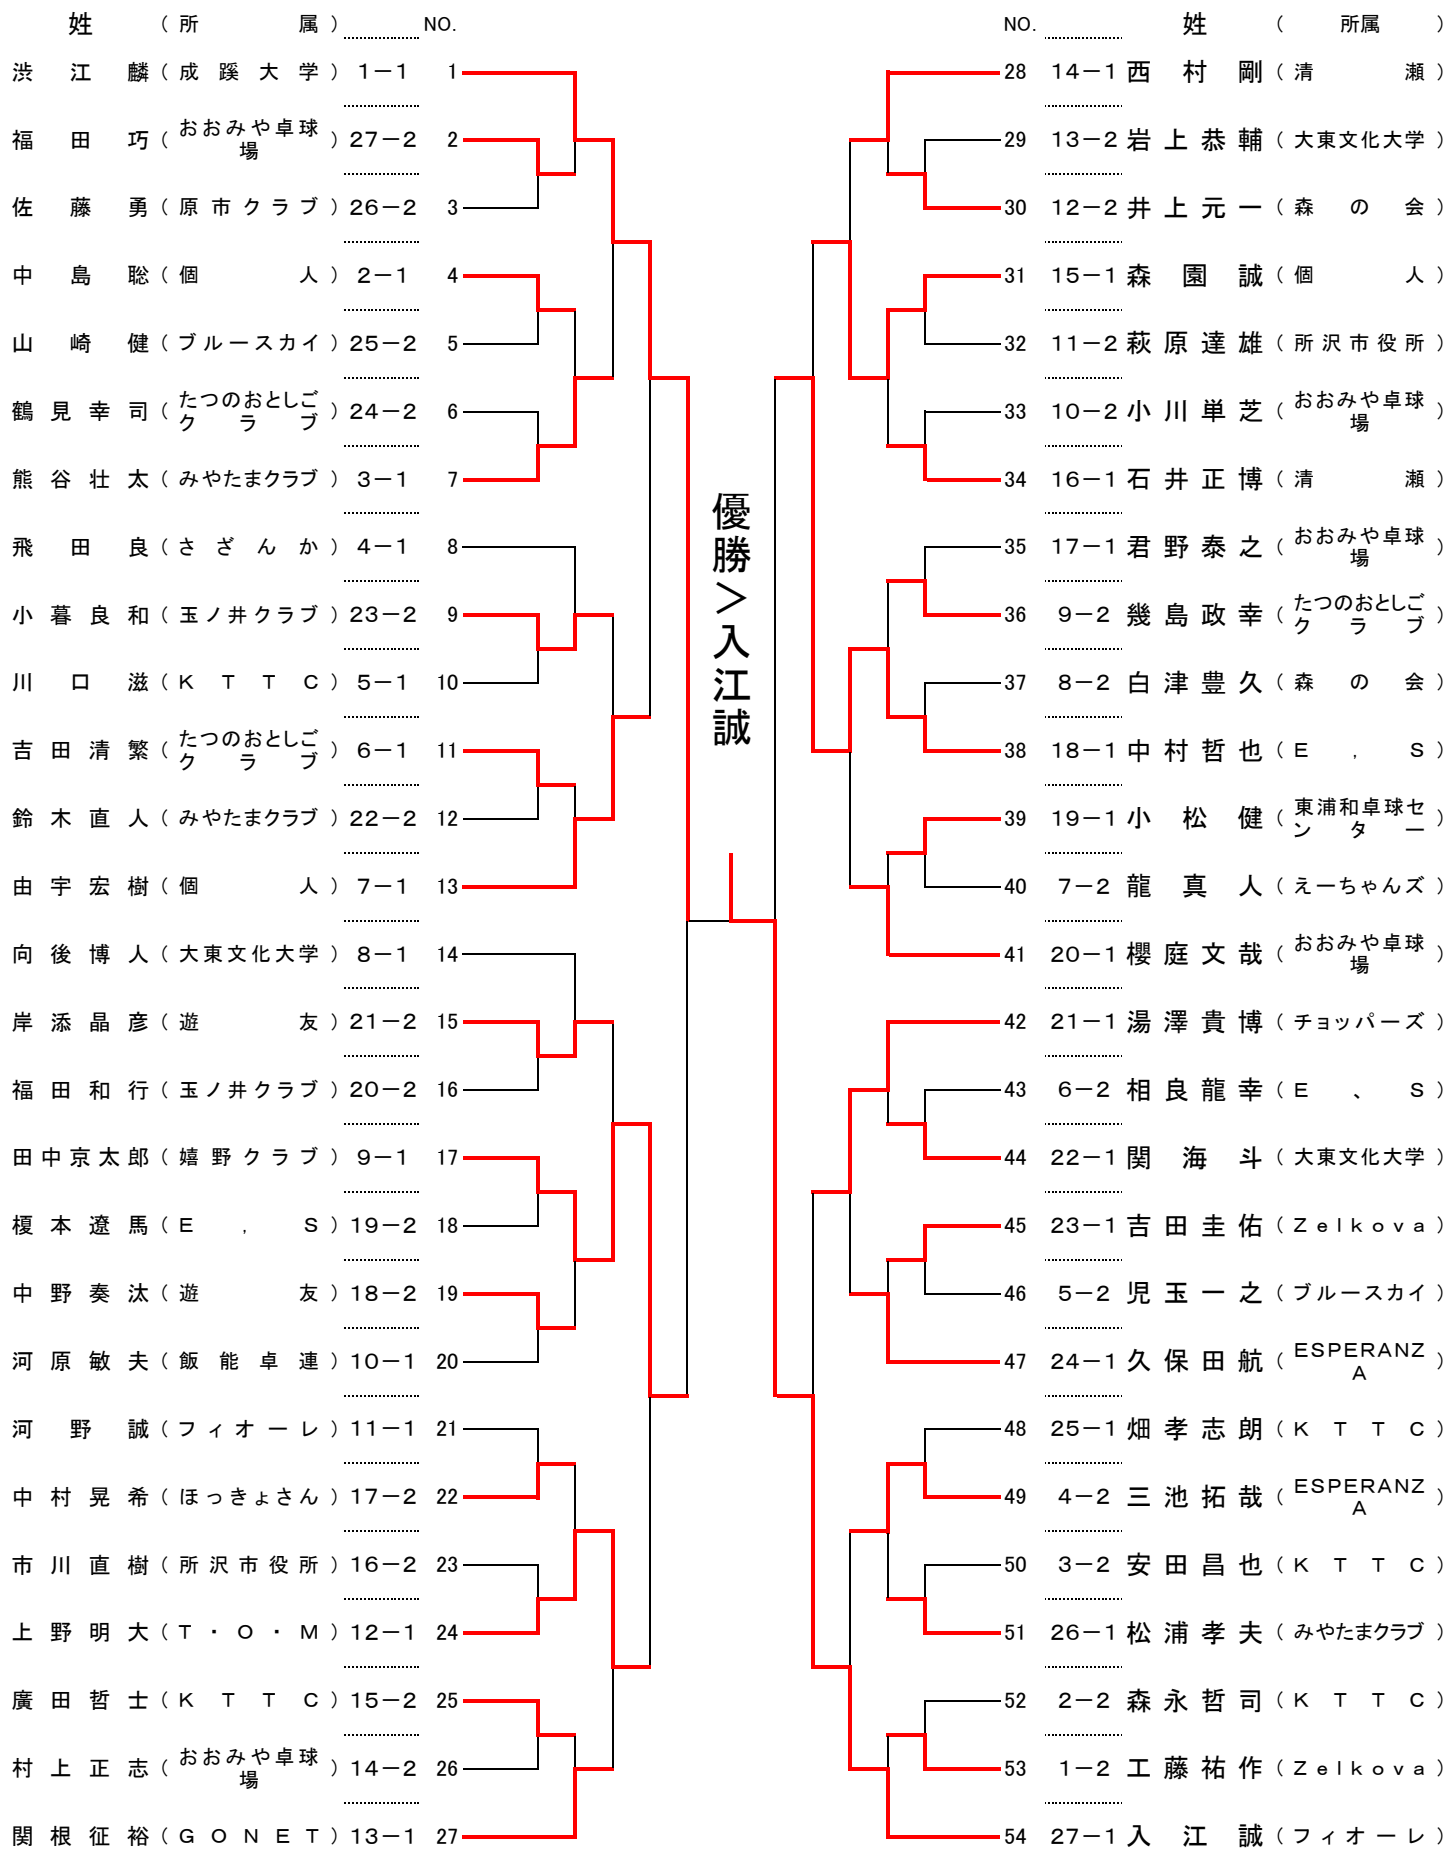 姓 （所属） NO.
渋江麟（成蹊大学） 1－1 1
福田巧（おおみや卓球場） 27－2 2
佐藤勇（原市クラブ） 26－2 3
中島聡（個人） 2－1 4
山崎健（ブルースカイ） 25－2 5
鶴見幸司（たつのおとしごクラブ） 24－2 6
熊谷壮太（みやたまクラブ） 3－1 7
飛田良（さざんか） 4－1 8
小暮良和（玉ノ井クラブ） 23－2 9
川口滋（KTTC） 5－1 10
吉田清繁（たつのおとしごクラブ） 6－1 11
鈴木直人（みやたまクラブ） 22－2 12
由宇宏樹（個人） 7－1 13
向後博人（大東文化大学） 8－1 14
岸添晶彦（遊友） 21－2 15
福田和行（玉ノ井クラブ） 20－2 16
田中京太郎（嬉野クラブ） 9－1 17
榎本遼馬（E，S） 19－2 18
中野奏汰（遊友） 18－2 19
河原敏夫（飯能卓連） 10－1 20
河野誠（フィオーレ） 11－1 21
中村晃希（ほっきょさん） 17－2 22
市川直樹（所沢市役所） 16－2 23
上野明大（T・O・M） 12－1 24
廣田哲士（KTTC） 15－2 25
村上正志（おおみや卓球場） 14－2 26
関根征裕（GONET） 13－1 27
優勝＞入江誠
NO. 姓 （所属）
28 14－1 西村剛（清瀬）
29 13－2 岩上恭輔（大東文化大学）
30 12－2 井上元一（森の会）
31 15－1 森園誠（個人）
32 11－2 萩原達雄（所沢市役所）
33 10－2 小川単芝（おおみや卓球場）
34 16－1 石井正博（清瀬）
35 17－1 君野泰之（おおみや卓球場）
36 9－2 幾島政幸（たつのおとしごクラブ）
37 8－2 白津豊久（森の会）
38 18－1 中村哲也（E，S）
39 19－1 小松健（東浦和卓球センター）
40 7－2 龍真人（えーちゃんズ）
41 20－1 櫻庭文哉（おおみや卓球場）
42 21－1 湯澤貴博（チョッパーズ）
43 6－2 相良龍幸（E、S）
44 22－1 関海斗（大東文化大学）
45 23－1 吉田圭佑（Zelkova）
46 5－2 児玉一之（ブルースカイ）
47 24－1 久保田航（ESPERANZA）
48 25－1 畑孝志朗（KTTC）
49 4－2 三池拓哉（ESPERANZA）
50 3－2 安田昌也（KTTC）
51 26－1 松浦孝夫（みやたまクラブ）
52 2－2 森永哲司（KTTC）
53 1－2 工藤祐作（Zelkova）
54 27－1 入江誠（フィオーレ）